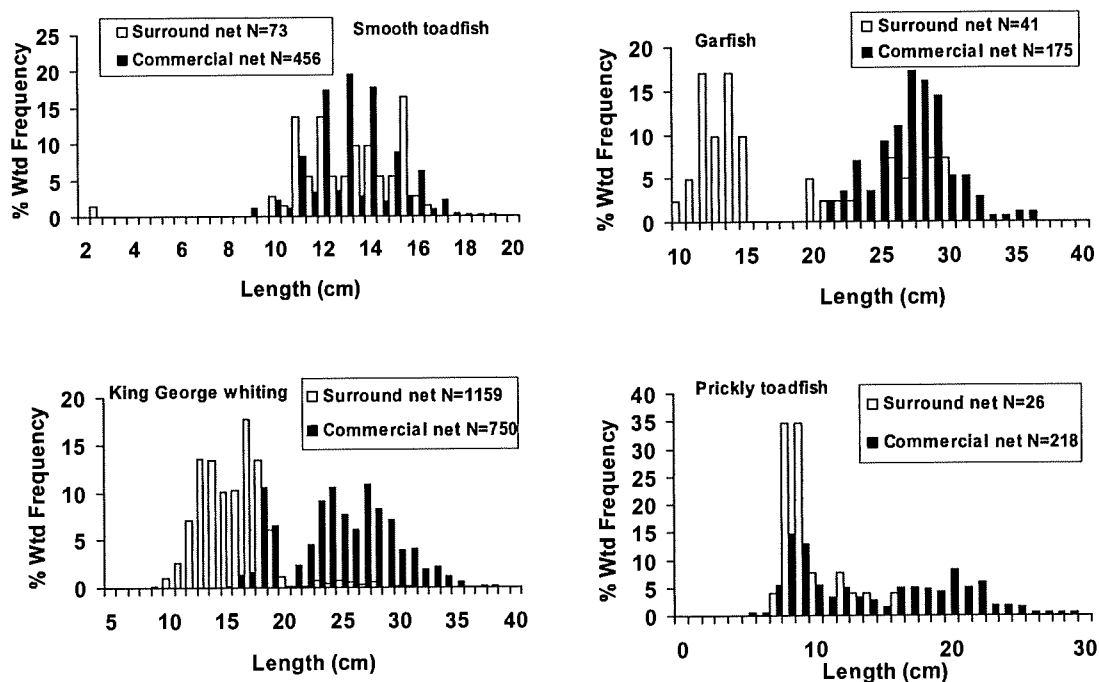 Surround net N=73
Commercial net N=456
Smooth toadfish
25
20
15
10
5
0
% Wtd Frequency
2 4 6 8 10 12 14 16 18 20
Length (cm)
Garfish
Surround net N=41
Commercial net N=175
20
15
10
5
0
% Wtd Frequency
10 15 20 25 30 35 40
Length (cm)
King George whiting
Surround net N=1159
Commercial net N=750
20
15
10
5
0
% Wtd Frequency
5 10 15 20 25 30 35 40
Length (cm)
Prickly toadfish
Surround net N=26
Commercial net N=218
40
35
30
25
20
15
10
5
0
% Wtd Frequency
0 10 20 30
Length (cm)